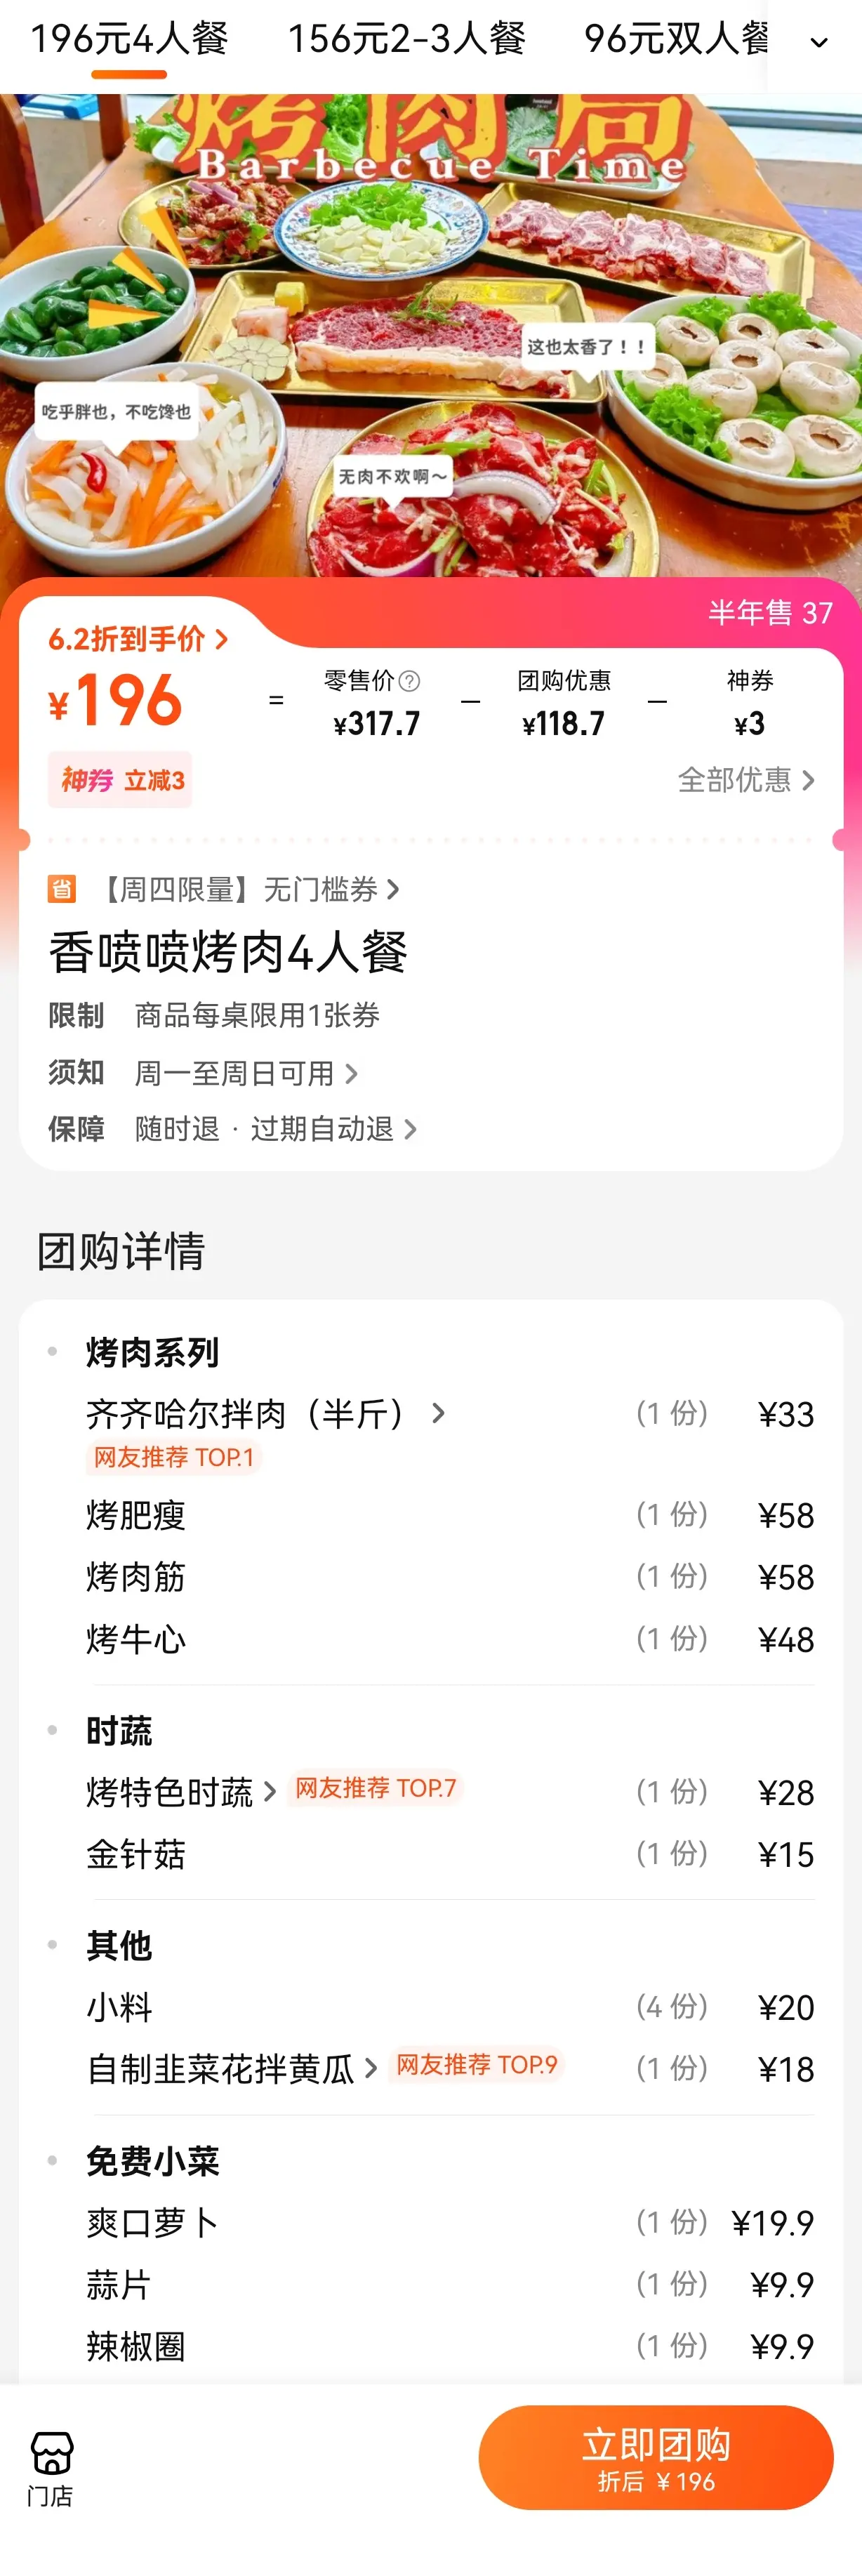 196元4人餐 156元2-3人餐 96元双人餐
烤肉局
Barbecue Time
这也太香了！！
吃乎胖也，不吃馋也
无肉不欢啊～
半年售 37
6.2折到手价 >
¥196 = 零售价? ¥317.7 - 团购优惠 ¥118.7 - 神券 ¥3
神券 立减3
全部优惠 >
省 【周四限量】无门槛券 >
香喷喷烤肉4人餐
限制 商品每桌限用1张券
须知 周一至周日可用 >
保障 随时退 · 过期自动退 >
团购详情
烤肉系列
齐齐哈尔拌肉（半斤） > (1 份) ¥33
网友推荐 TOP.1
烤肥瘦 (1 份) ¥58
烤肉筋 (1 份) ¥58
烤牛心 (1 份) ¥48
时蔬
烤特色时蔬 > 网友推荐 TOP.7 (1 份) ¥28
金针菇 (1 份) ¥15
其他
小料 (4 份) ¥20
自制韭菜花拌黄瓜 > 网友推荐 TOP.9 (1 份) ¥18
免费小菜
爽口萝卜 (1 份) ¥19.9
蒜片 (1 份) ¥9.9
辣椒圈 (1 份) ¥9.9
门店
立即团购
折后 ¥196